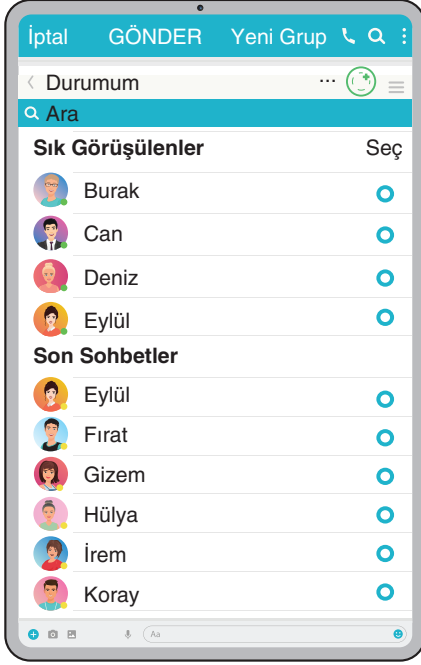 İptal GÖNDER Yeni Grup
Durumum ...
Ara
Sık Görüşülenler Seç
Burak
Can
Deniz
Eylül
Son Sohbetler
Eylül
Fırat
Gizem
Hülya
İrem
Koray
Aa